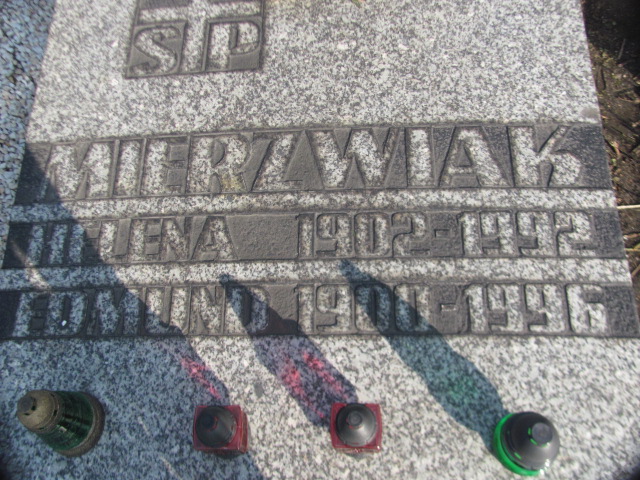 SP
MIERZWIAK
HELENA 1902-1992
EDMUND 1900-1996